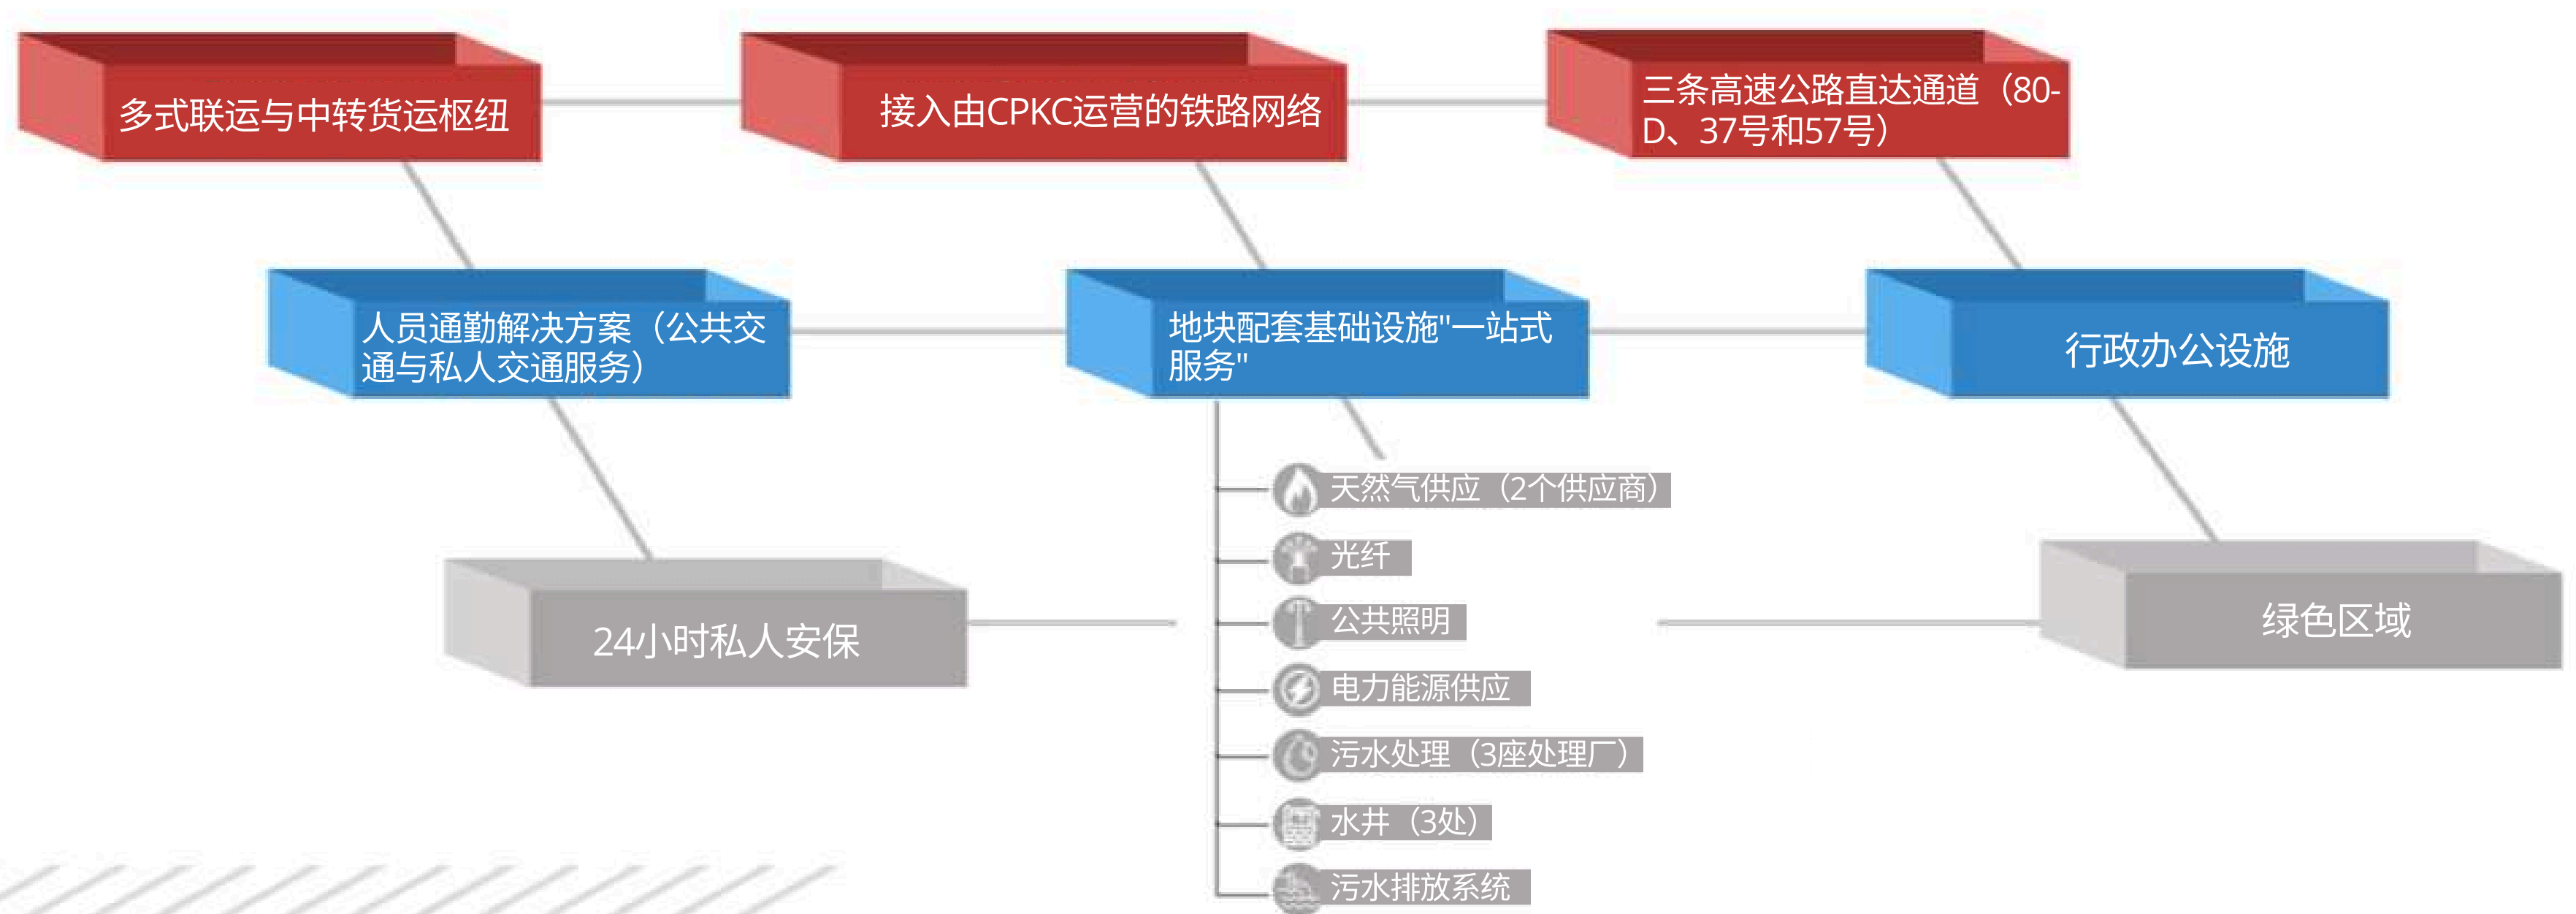 多式联运与中转货运枢纽
接入由CPKC运营的铁路网络
三条高速公路直达通道（80-
D、37号和57号）
人员通勤解决方案（公共交
通与私人交通服务）
地块配套基础设施"一站式
服务"
行政办公设施
天然气供应（2个供应商）
光纤
公共照明
电力能源供应
污水处理（3座处理厂）
水井（3处）
污水排放系统
24小时私人安保
绿色区域